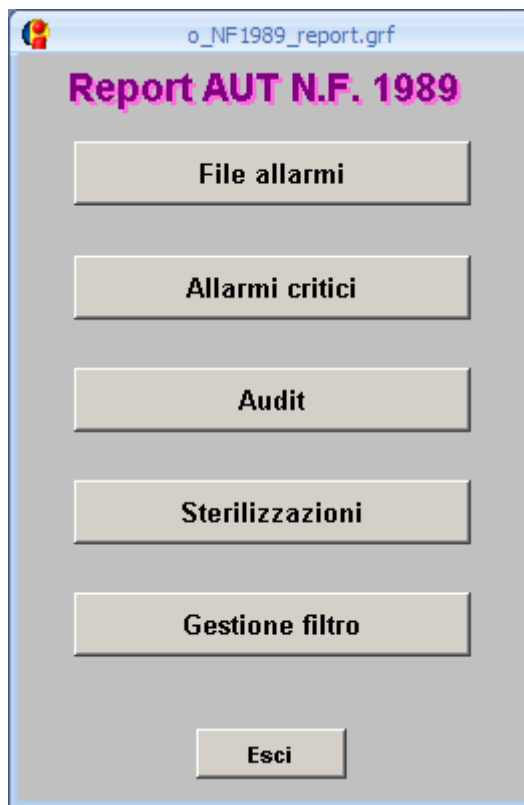 o_NF1989_report.grf
Report AUT N.F. 1989
File allarmi
Allarmi critici
Audit
Sterilizzazioni
Gestione filtro
Esci